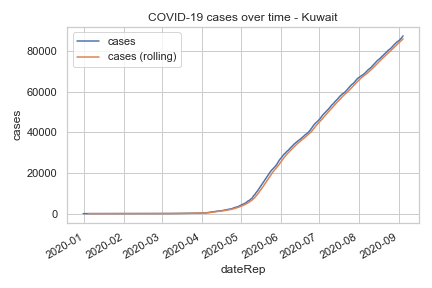 COVID-19 cases over time - Kuwait
cases
cases (rolling)
80000
60000
40000
20000
0
cases
2020-01
2020-02
2020-03
2020-04
2020-05
2020-06
2020-07
2020-08
2020-09
dateRep